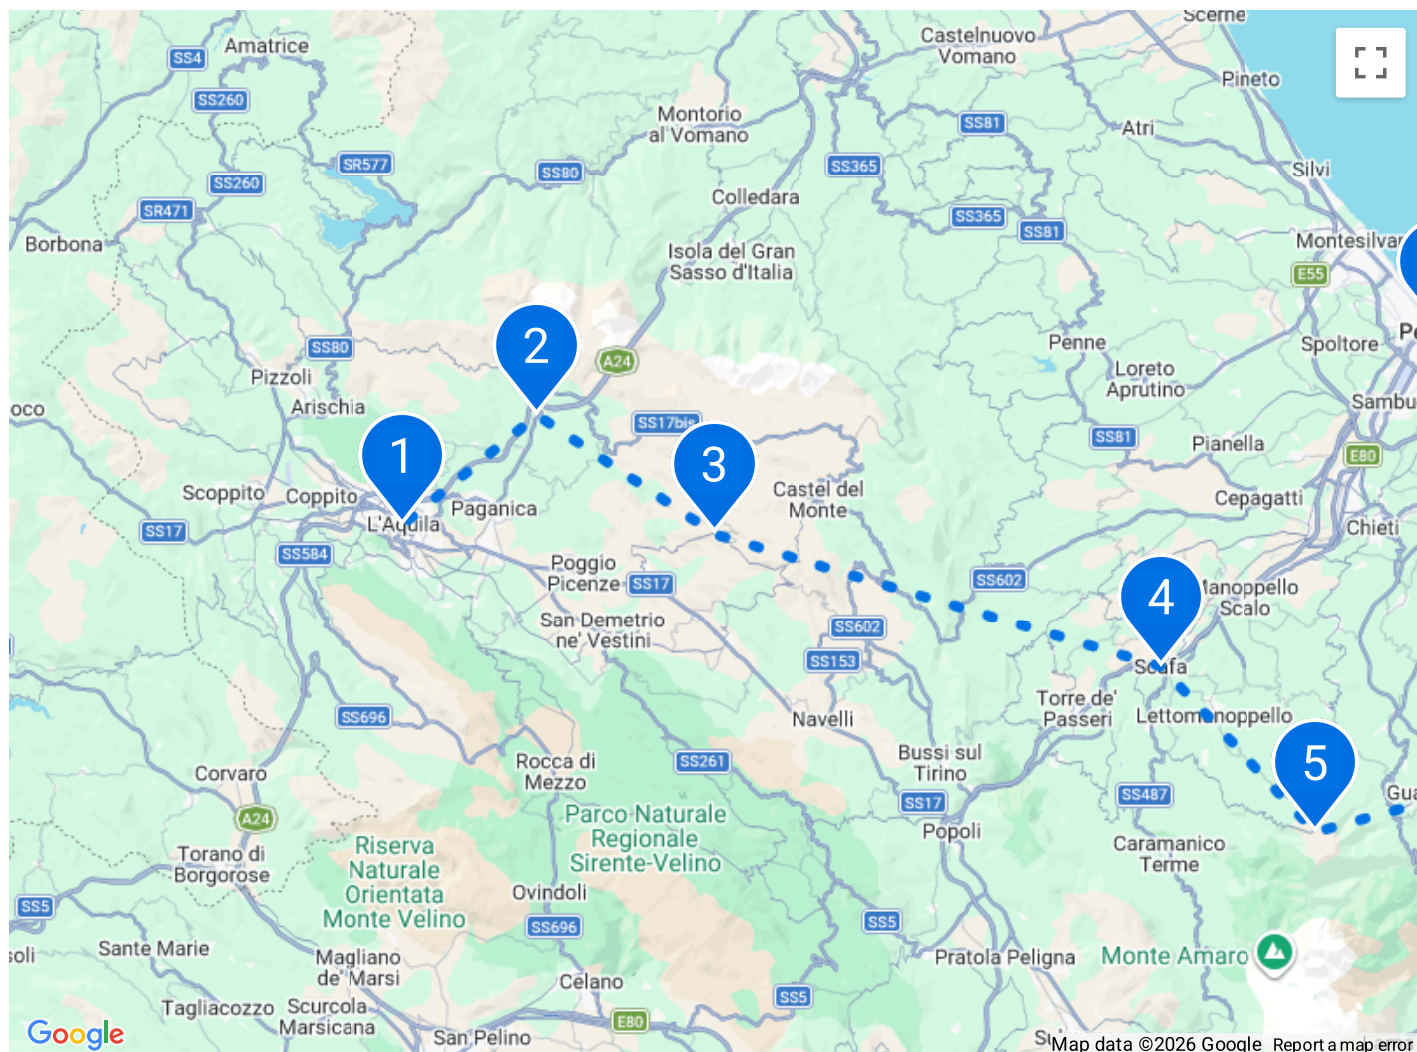 Scerne
Amatrice
SS4
Castelnuovo
Vomano
SS260
Pineto
Montorio
al Vomano
SS81
Atri
SR577
SS80
SS365
Silvi
SS260
SR471
Colledara
SS365
SS81
Borbona
Montesilva
Isola del Gran
Sasso d'Italia
E55
2
SS80
A24
Penne
Spoltore
Pizzoli
Loreto
Aprutino
Arischia
oco
Sambu
SS17bis
SS81
Pianella
1
3
E80
Scoppito
Coppito
Paganica
Castel del
Monte
Cepagatti
L'Aquila
SS17
Chieti
SS584
Poggio
Picenze
SS17
SS602
4
Manoppello
Scalo
San Demetrio
ne' Vestini
SS602
SS153
Scafa
Torre de'
Passeri
SS696
Navelli
Lettomanoppello
Bussi sul
Tirino
5
Rocca di
Mezzo
SS261
Corvaro
SS487
Gua
SS17
A24
Parco Naturale
Regionale
Sirente-Velino
Popoli
Riserva
Naturale
Orientata
Monte Velino
Caramanico
Terme
Torano di
Borgorose
Ovindoli
SS5
SS696
SS5
soli
Sante Marie
Magliano
de' Marsi
Pratola Peligna
Monte Amaro
Celano
SS5
Tagliacozzo
Scurcola
Marsicana
E80
Google
San Pelino
Map data ©2026 Google
Report a map error